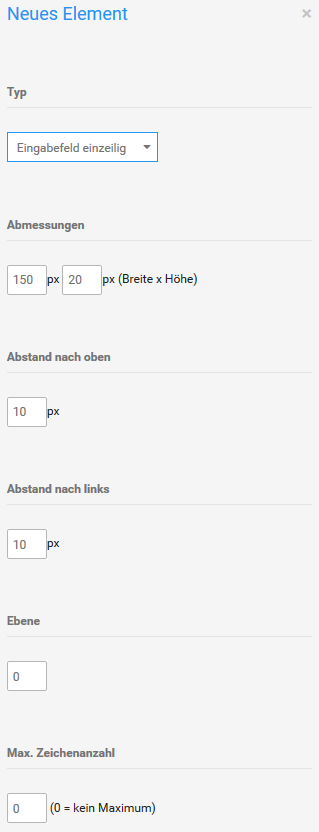 Neues Element ×
Typ
Eingabefeld einzeilig
Abmessungen
150 px 20 px (Breite x Höhe)
Abstand nach oben
10 px
Abstand nach links
10 px
Ebene
0
Max. Zeichenanzahl
0 (0 = kein Maximum)